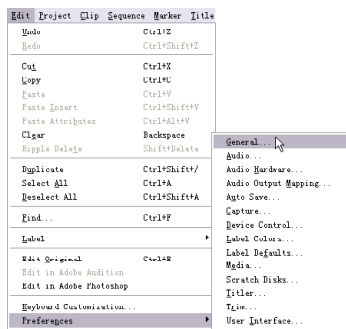 Edit Project Clip Sequence Marker Title
Undo Ctrl+Z
Redo Ctrl+Shift+Z
Cut Ctrl+X
Copy Ctrl+C
Paste Ctrl+V
Paste Insert Ctrl+Shift+V
Paste Attributes Ctrl+Alt+V
Clear Backspace
Ripple Delete Shift+Delete
Duplicate Ctrl+Shift+/
Select All Ctrl+A
Deselect All Ctrl+Shift+A
Find... Ctrl+F
Label
Edit Original Ctrl+E
Edit in Adobe Audition
Edit in Adobe Photoshop
Keyboard Customization...
Preferences
General...
Audio...
Audio Hardware...
Audio Output Mapping...
Auto Save...
Capture...
Device Control...
Label Colors...
Label Defaults...
Media...
Scratch Disks...
Titler...
Trim...
User Interface...